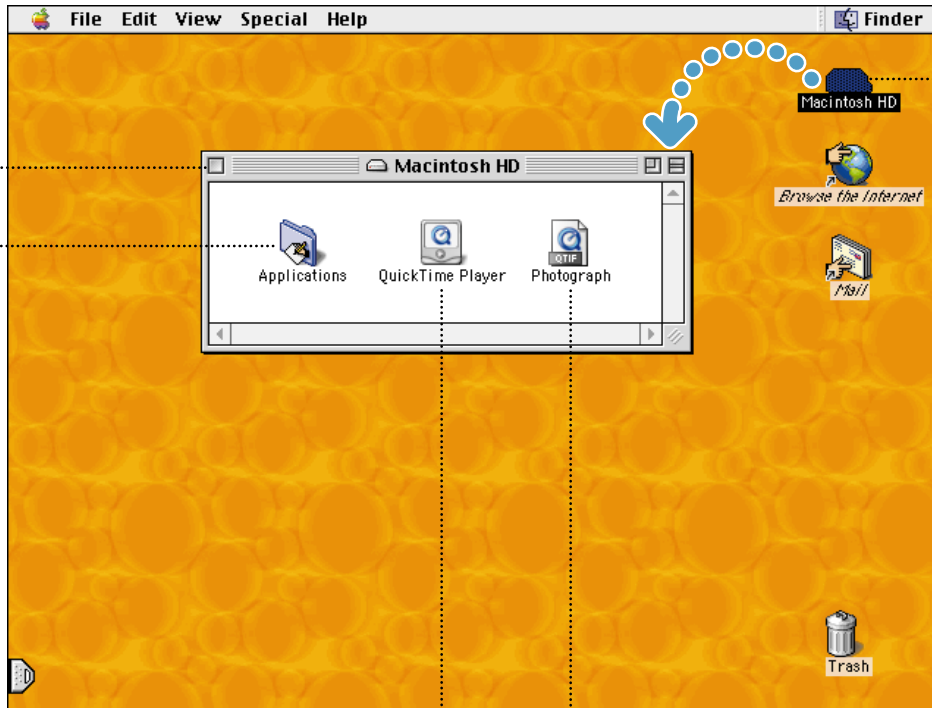 File Edit View Special Help Finder
Macintosh HD
Macintosh HD
Browse the Internet
Applications QuickTime Player QTIF Photograph
Mail
Trash